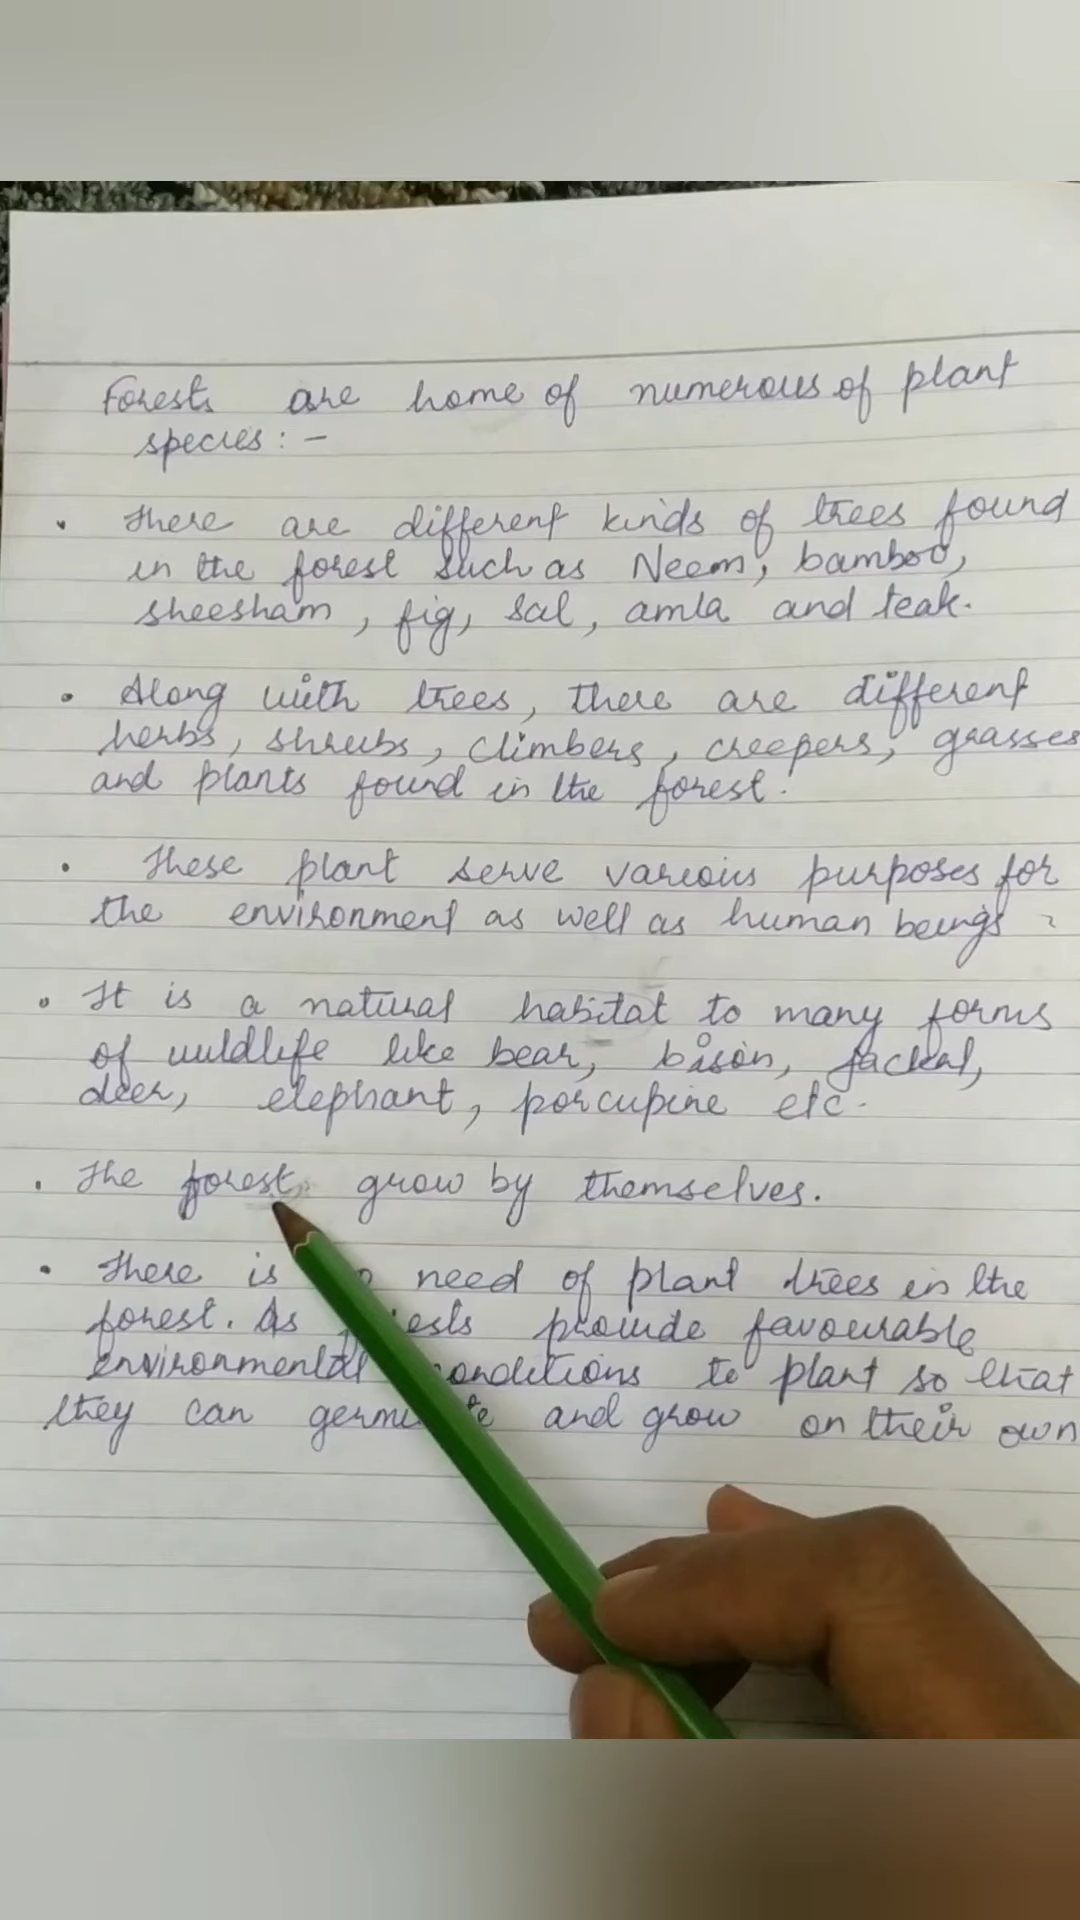 Forests are home of numerous of plant
species : -
There are different kinds of trees found
in the forest such as Neem, bamboo,
sheesham, fig, sal, amla and teak.
Along with trees, there are different
herbs, shrubs, climbers, creepers, grasses
and plants found in the forest.
These plant serve various purposes for
the environment as well as human beings
It is a natural habitat to many forms
of wildlife like bear, bison, jackal,
deer, elephant, porcupine etc.
The forest grow by themselves.
There is need of plant trees in the
forest. As provide favourable
environmental conditions to plant so that
they can and grow on their own